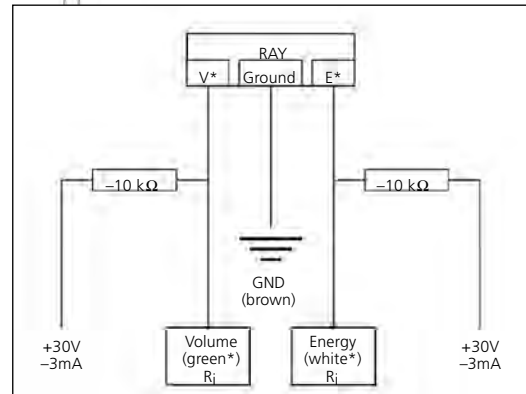 RAY
V* Ground E*
–10 kΩ
–10 kΩ
GND
(brown)
+30V
–3mA
Volume
(green*)
Ri
Energy
(white*)
Ri
+30V
–3mA